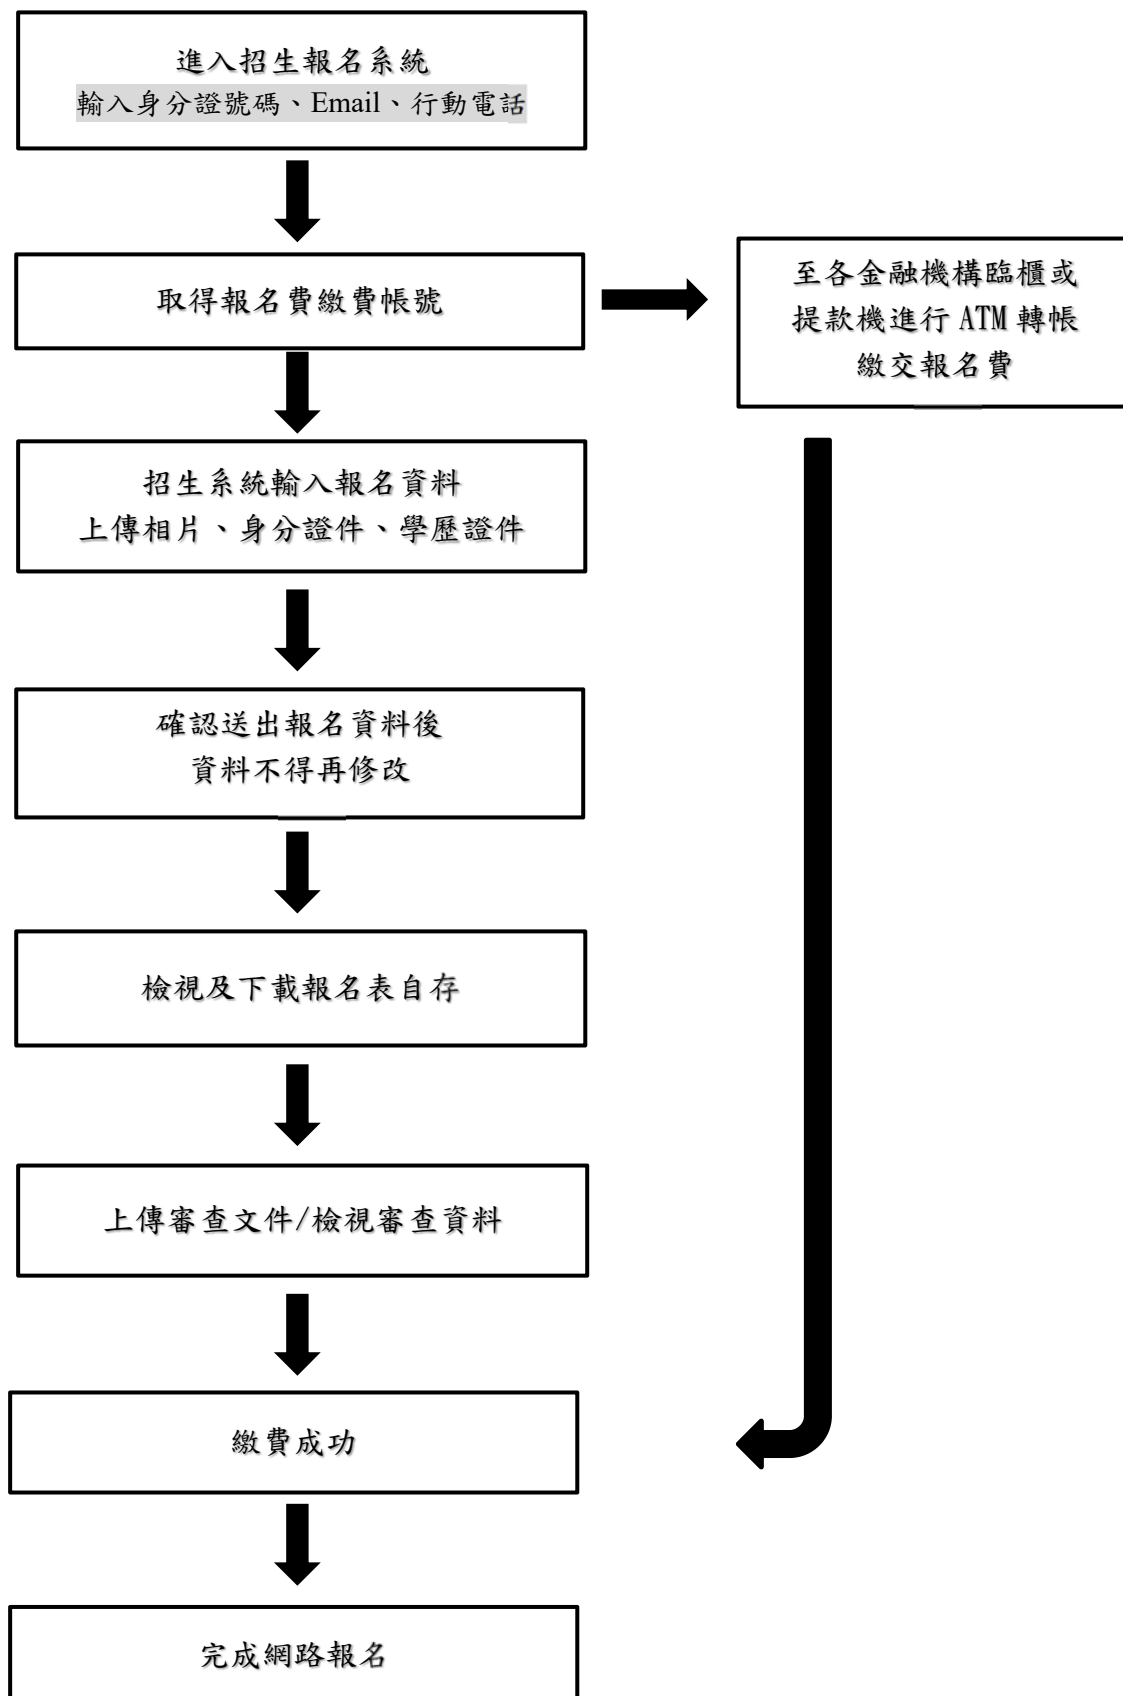 進入招生報名系統
輸入身分證號碼、Email、行動電話
取得報名費繳費帳號
至各金融機構臨櫃或
提款機進行 ATM 轉帳
繳交報名費
招生系統輸入報名資料
上傳相片、身分證件、學歷證件
確認送出報名資料後
資料不得再修改
檢視及下載報名表自存
上傳審查文件/檢視審查資料
繳費成功
完成網路報名